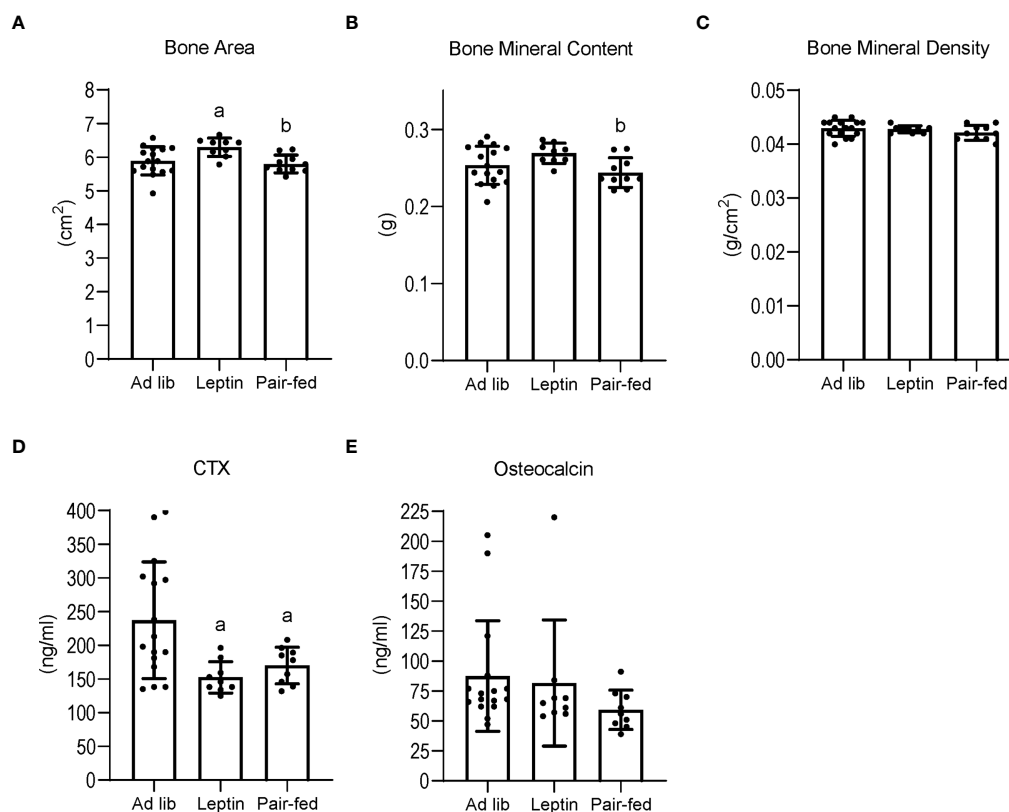 A
Bone Area
8
7
6
5
4
3
2
1
0
(cm²)
a
b
Ad lib Leptin Pair-fed
B
Bone Mineral Content
0.3
0.2
0.1
0.0
(g)
b
Ad lib Leptin Pair-fed
C
Bone Mineral Density
0.05
0.04
0.03
0.02
0.01
0.00
(g/cm²)
Ad lib Leptin Pair-fed
D
CTX
400
350
300
250
200
150
100
50
0
(ng/ml)
a
a
Ad lib Leptin Pair-fed
E
Osteocalcin
225
200
175
150
125
100
75
50
25
0
(ng/ml)
Ad lib Leptin Pair-fed